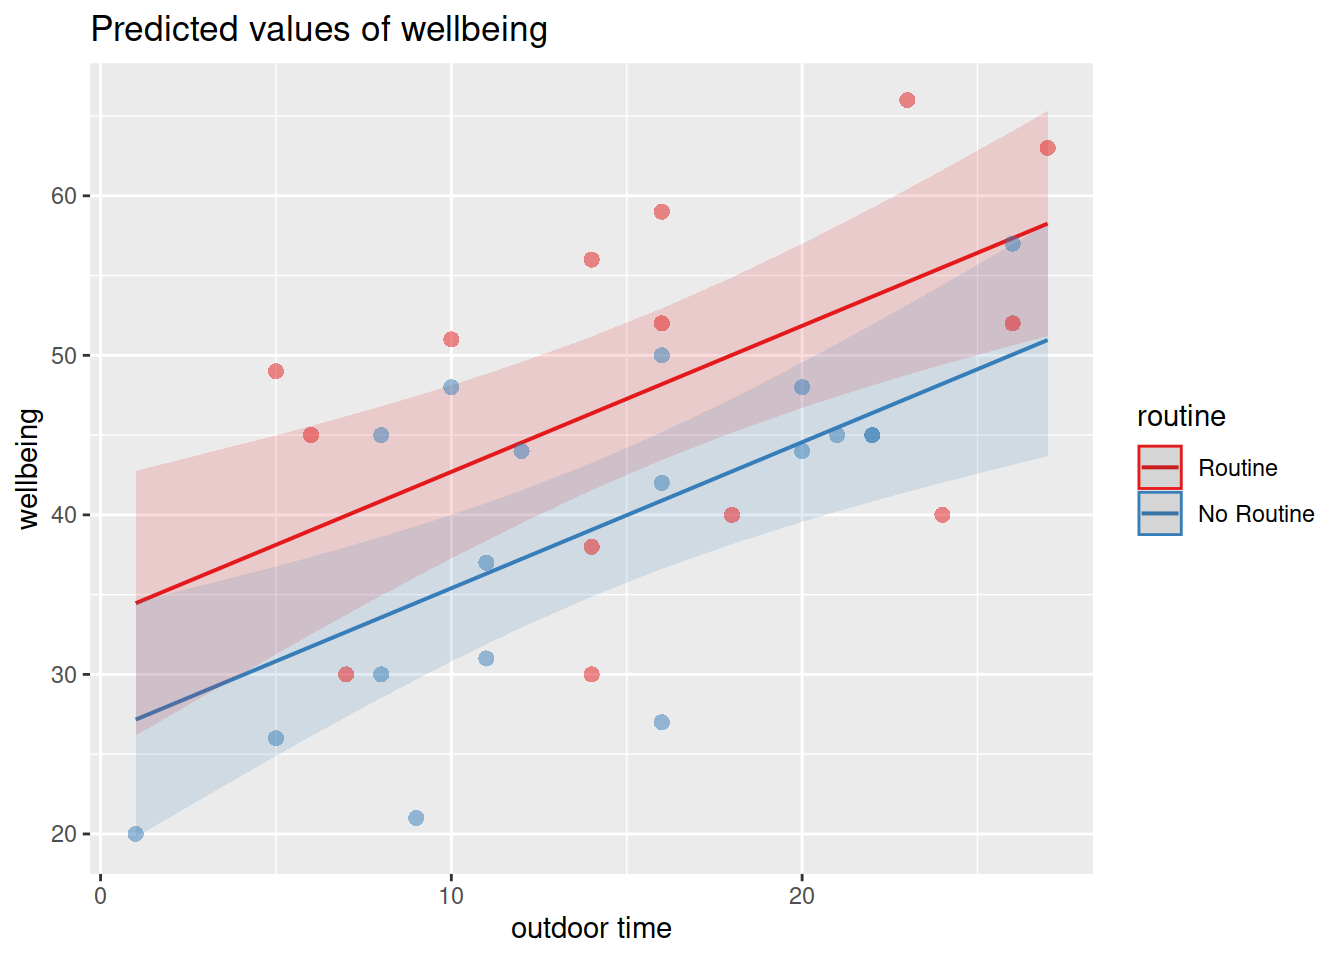 Predicted values of wellbeing
60
50
40
30
20
wellbeing
0
10
20
outdoor time
routine
Routine
No Routine